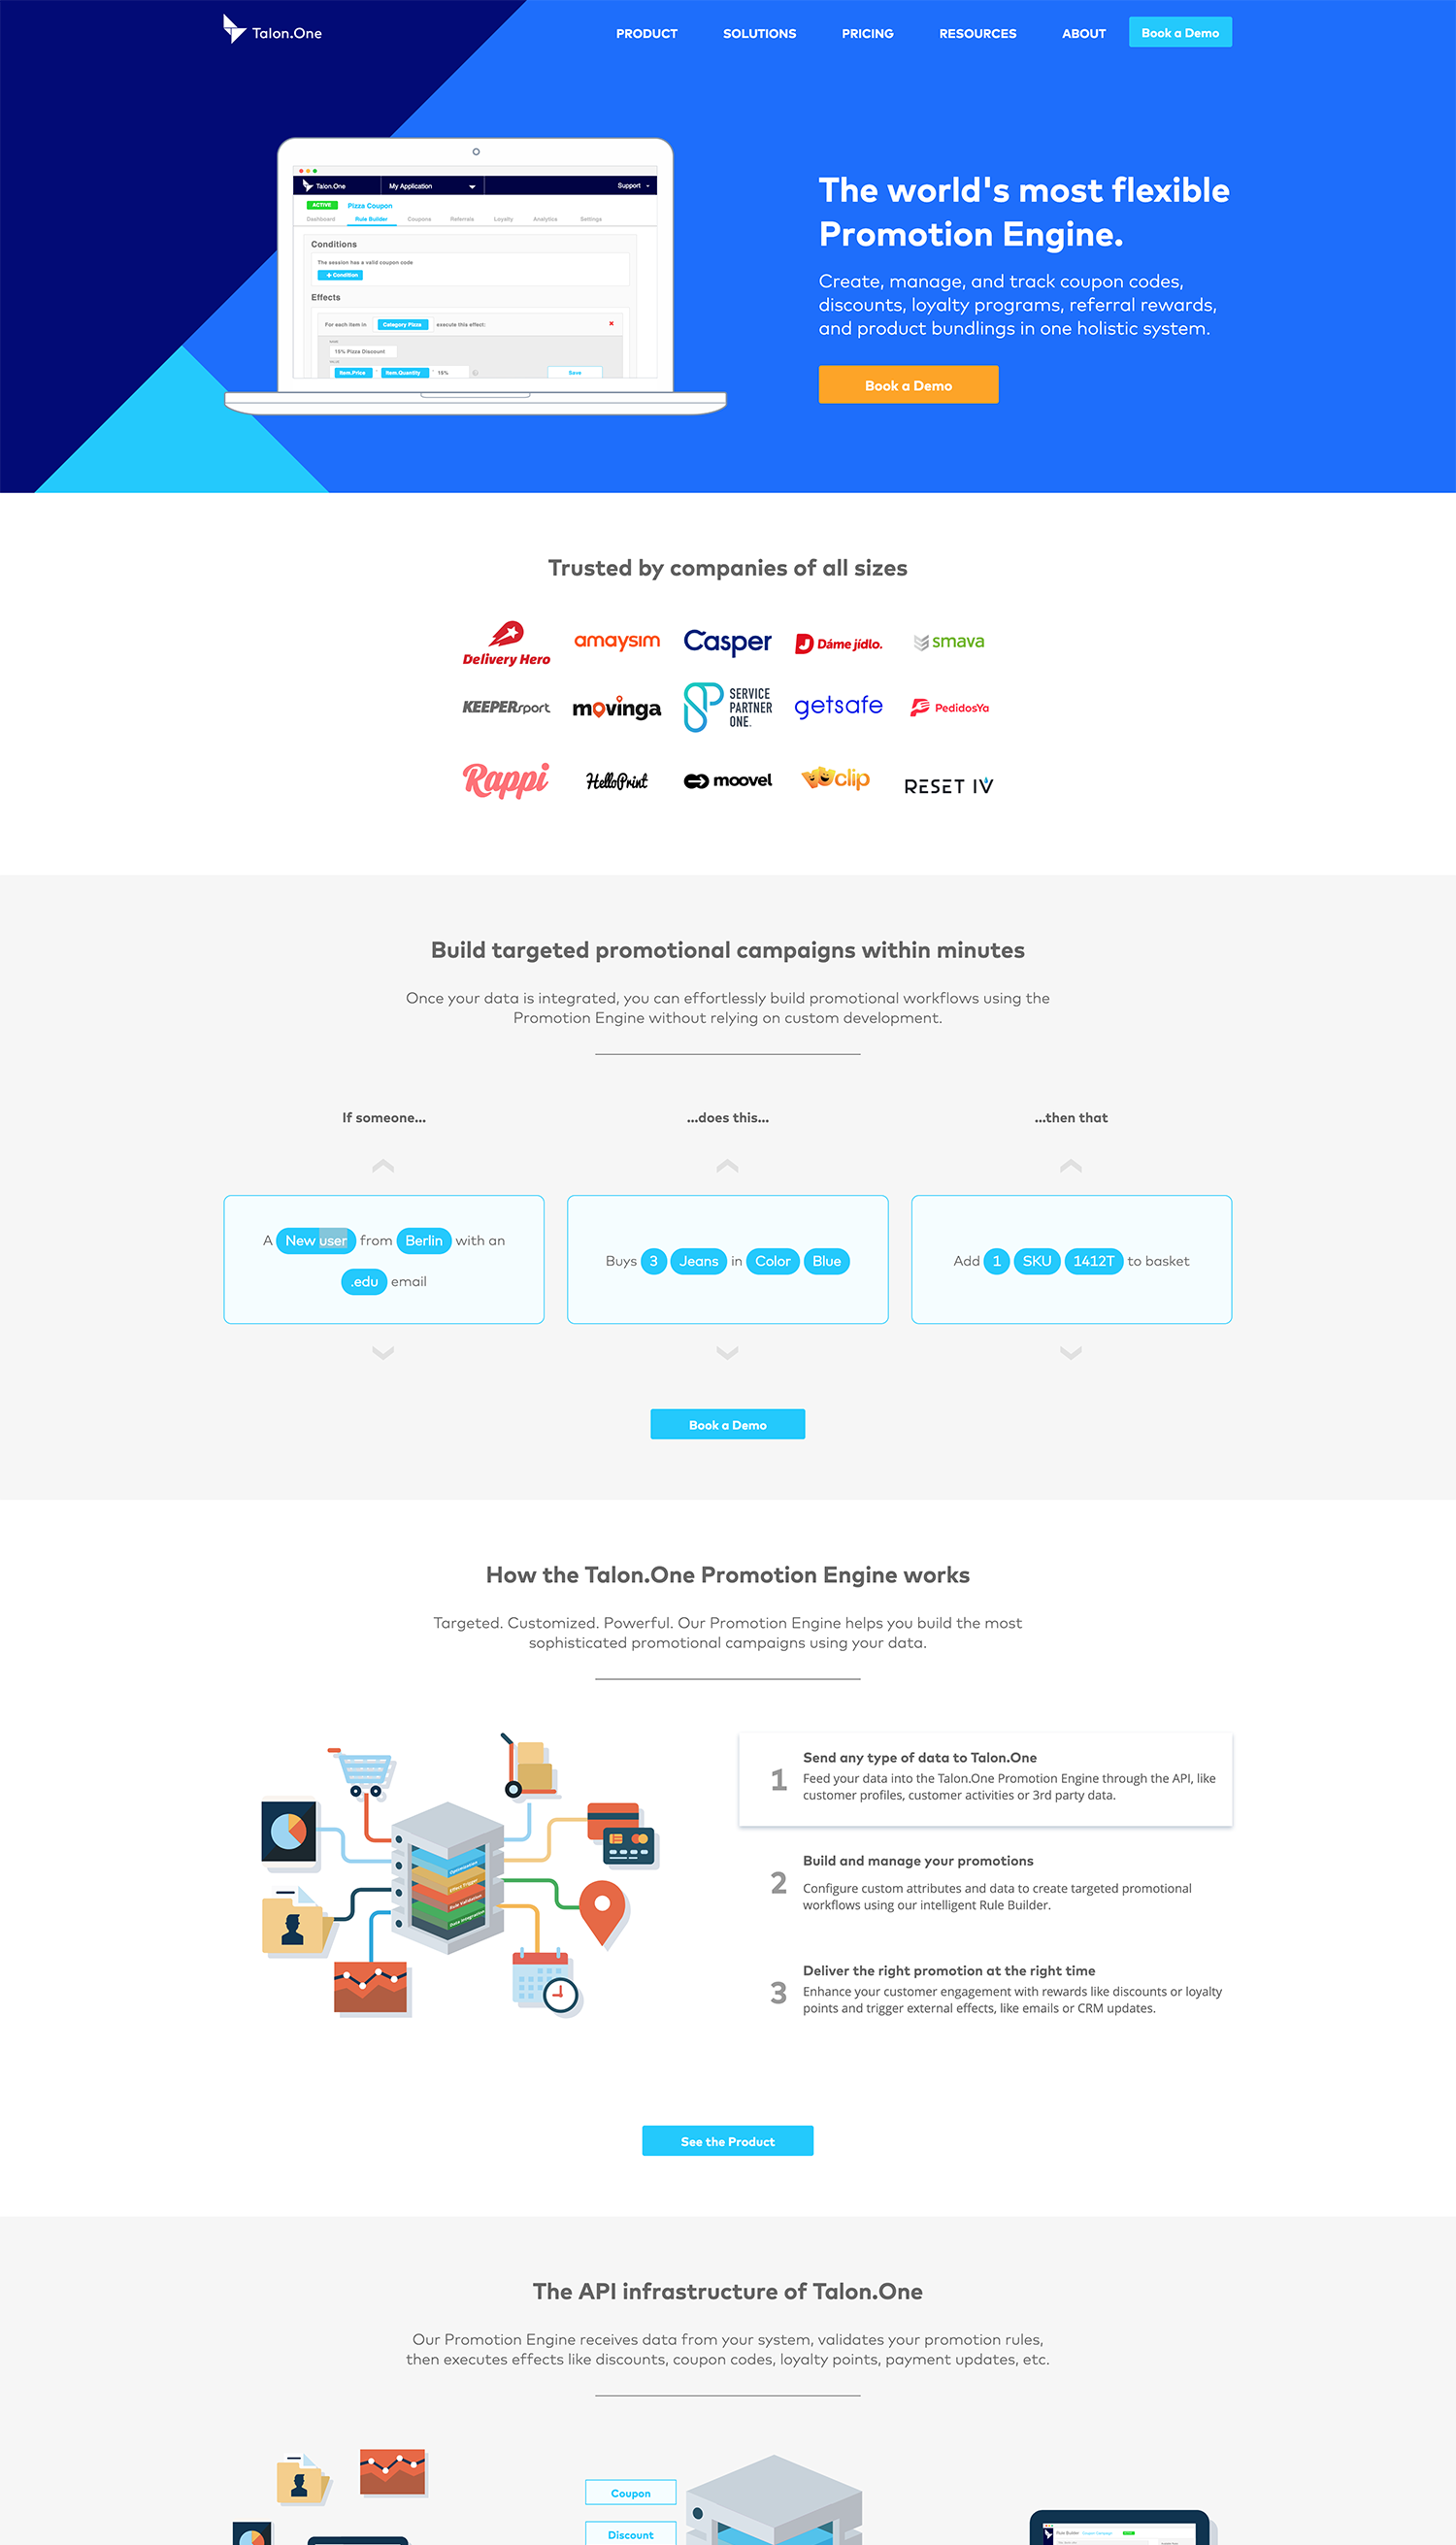 Talon.One
PRODUCT SOLUTIONS PRICING RESOURCES ABOUT Book a Demo
Talon.One My Application Support
ACTIVE Pizza Coupon
Dashboard Rule Builder Coupons Referrals Loyalty Analytics Settings
Conditions
The session has a valid coupon code
+ Condition
Effects
For each item in Category Pizza execute this effect:
15% Pizza Discount
Item.Price Item.Quantity 15% Save
The world's most flexible
Promotion Engine.
Create, manage, and track coupon codes,
discounts, loyalty programs, referral rewards,
and product bundlings in one holistic system.
Book a Demo
Trusted by companies of all sizes
Delivery Hero amaysim Casper Dáme jídlo. smava
KEEPERsport movinga SERVICE PARTNER ONE. getsafe PedidosYa
Rappi HelloPrint moovel clip RESET IV
Build targeted promotional campaigns within minutes
Once your data is integrated, you can effortlessly build promotional workflows using the
Promotion Engine without relying on custom development.
If someone... ...does this... ...then that
A New user from Berlin with an
.edu email
Buys 3 Jeans in Color Blue
Add 1 SKU 1412T to basket
Book a Demo
How the Talon.One Promotion Engine works
Targeted. Customized. Powerful. Our Promotion Engine helps you build the most
sophisticated promotional campaigns using your data.
Optimization
Effect Trigger
Rule Validation
Data Integration
1 Send any type of data to Talon.One
Feed your data into the Talon.One Promotion Engine through the API, like
customer profiles, customer activities or 3rd party data.
2 Build and manage your promotions
Configure custom attributes and data to create targeted promotional
workflows using our intelligent Rule Builder.
3 Deliver the right promotion at the right time
Enhance your customer engagement with rewards like discounts or loyalty
points and trigger external effects, like emails or CRM updates.
See the Product
The API infrastructure of Talon.One
Our Promotion Engine receives data from your system, validates your promotion rules,
then executes effects like discounts, coupon codes, loyalty points, payment updates, etc.
Coupon
Discount
Rule Builder